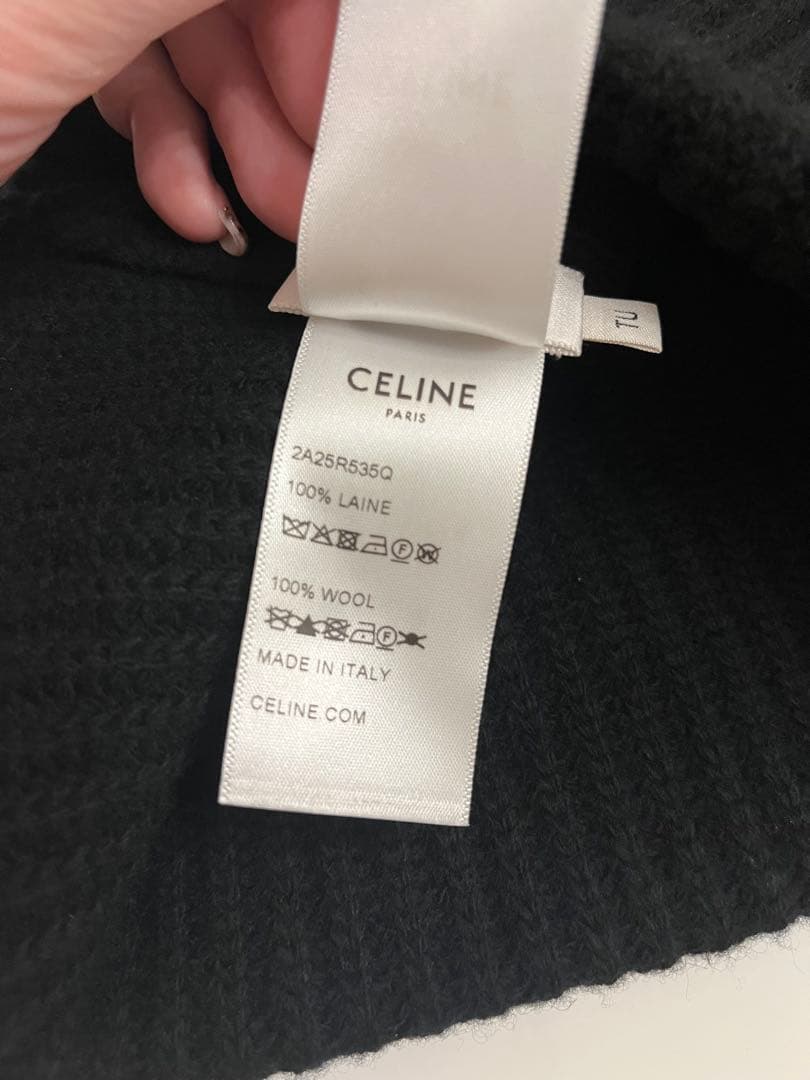 TU
CELINE
PARIS
2A25R535Q
100% LAINE
100% WOOL
MADE IN ITALY
CELINE.COM